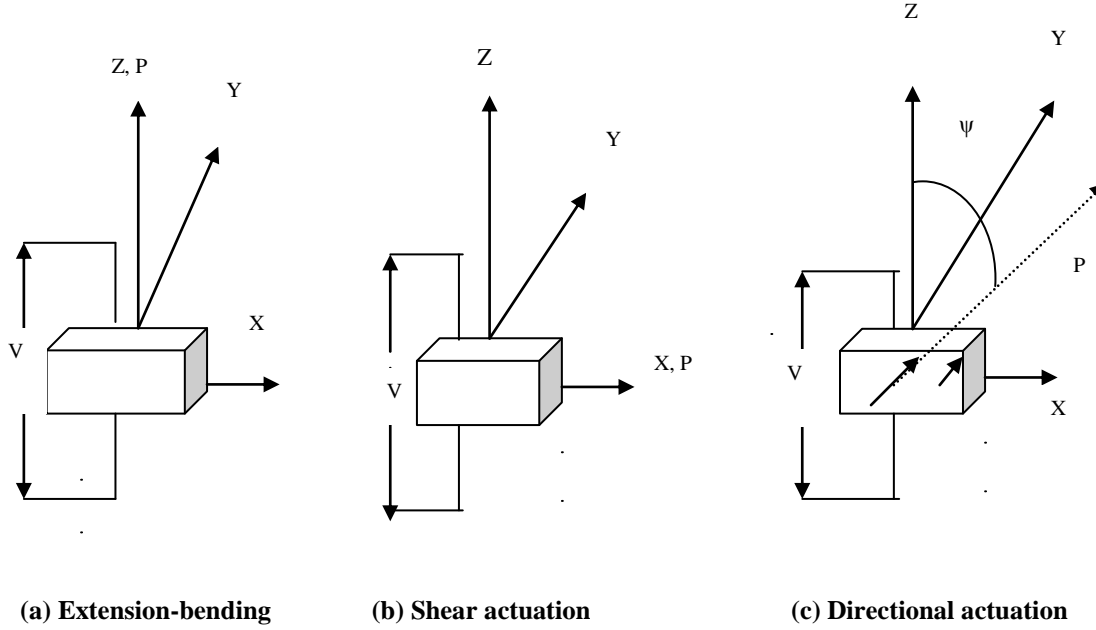 Z, P
Y
X
V
(a) Extension-bending
Z
Y
X, P
V
(b) Shear actuation
Z
Y
ψ
P
V
X
(c) Directional actuation